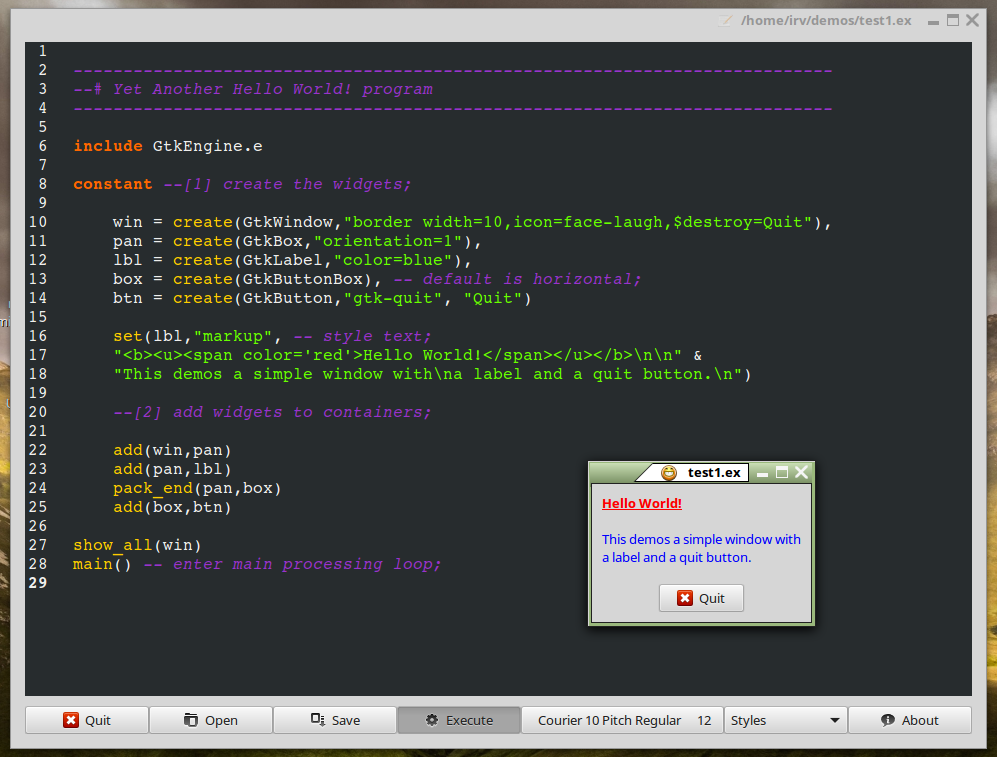 /home/irv/demos/test1.ex
1
2 ----------------------------------------------------------------------------
3 --# Yet Another Hello World! program
4 ----------------------------------------------------------------------------
5
6 include GtkEngine.e
7
8 constant --[1] create the widgets;
9
10 win = create(GtkWindow,"border width=10,icon=face-laugh,$destroy=Quit"),
11 pan = create(GtkBox,"orientation=1"),
12 lbl = create(GtkLabel,"color=blue"),
13 box = create(GtkButtonBox), -- default is horizontal;
14 btn = create(GtkButton,"gtk-quit", "Quit")
15
16 set(lbl,"markup", -- style text;
17 "<b><u><span color='red'>Hello World!</span></u></b>\n\n" &
18 "This demos a simple window with\na label and a quit button.\n")
19
20 --[2] add widgets to containers;
21
22 add(win,pan)
23 add(pan,lbl)
24 pack_end(pan,box)
25 add(box,btn)
26
27 show_all(win)
28 main() -- enter main processing loop;
29
test1.ex
Hello World!
This demos a simple window with
a label and a quit button.
Quit
Quit Open Save Execute Courier 10 Pitch Regular 12 Styles About